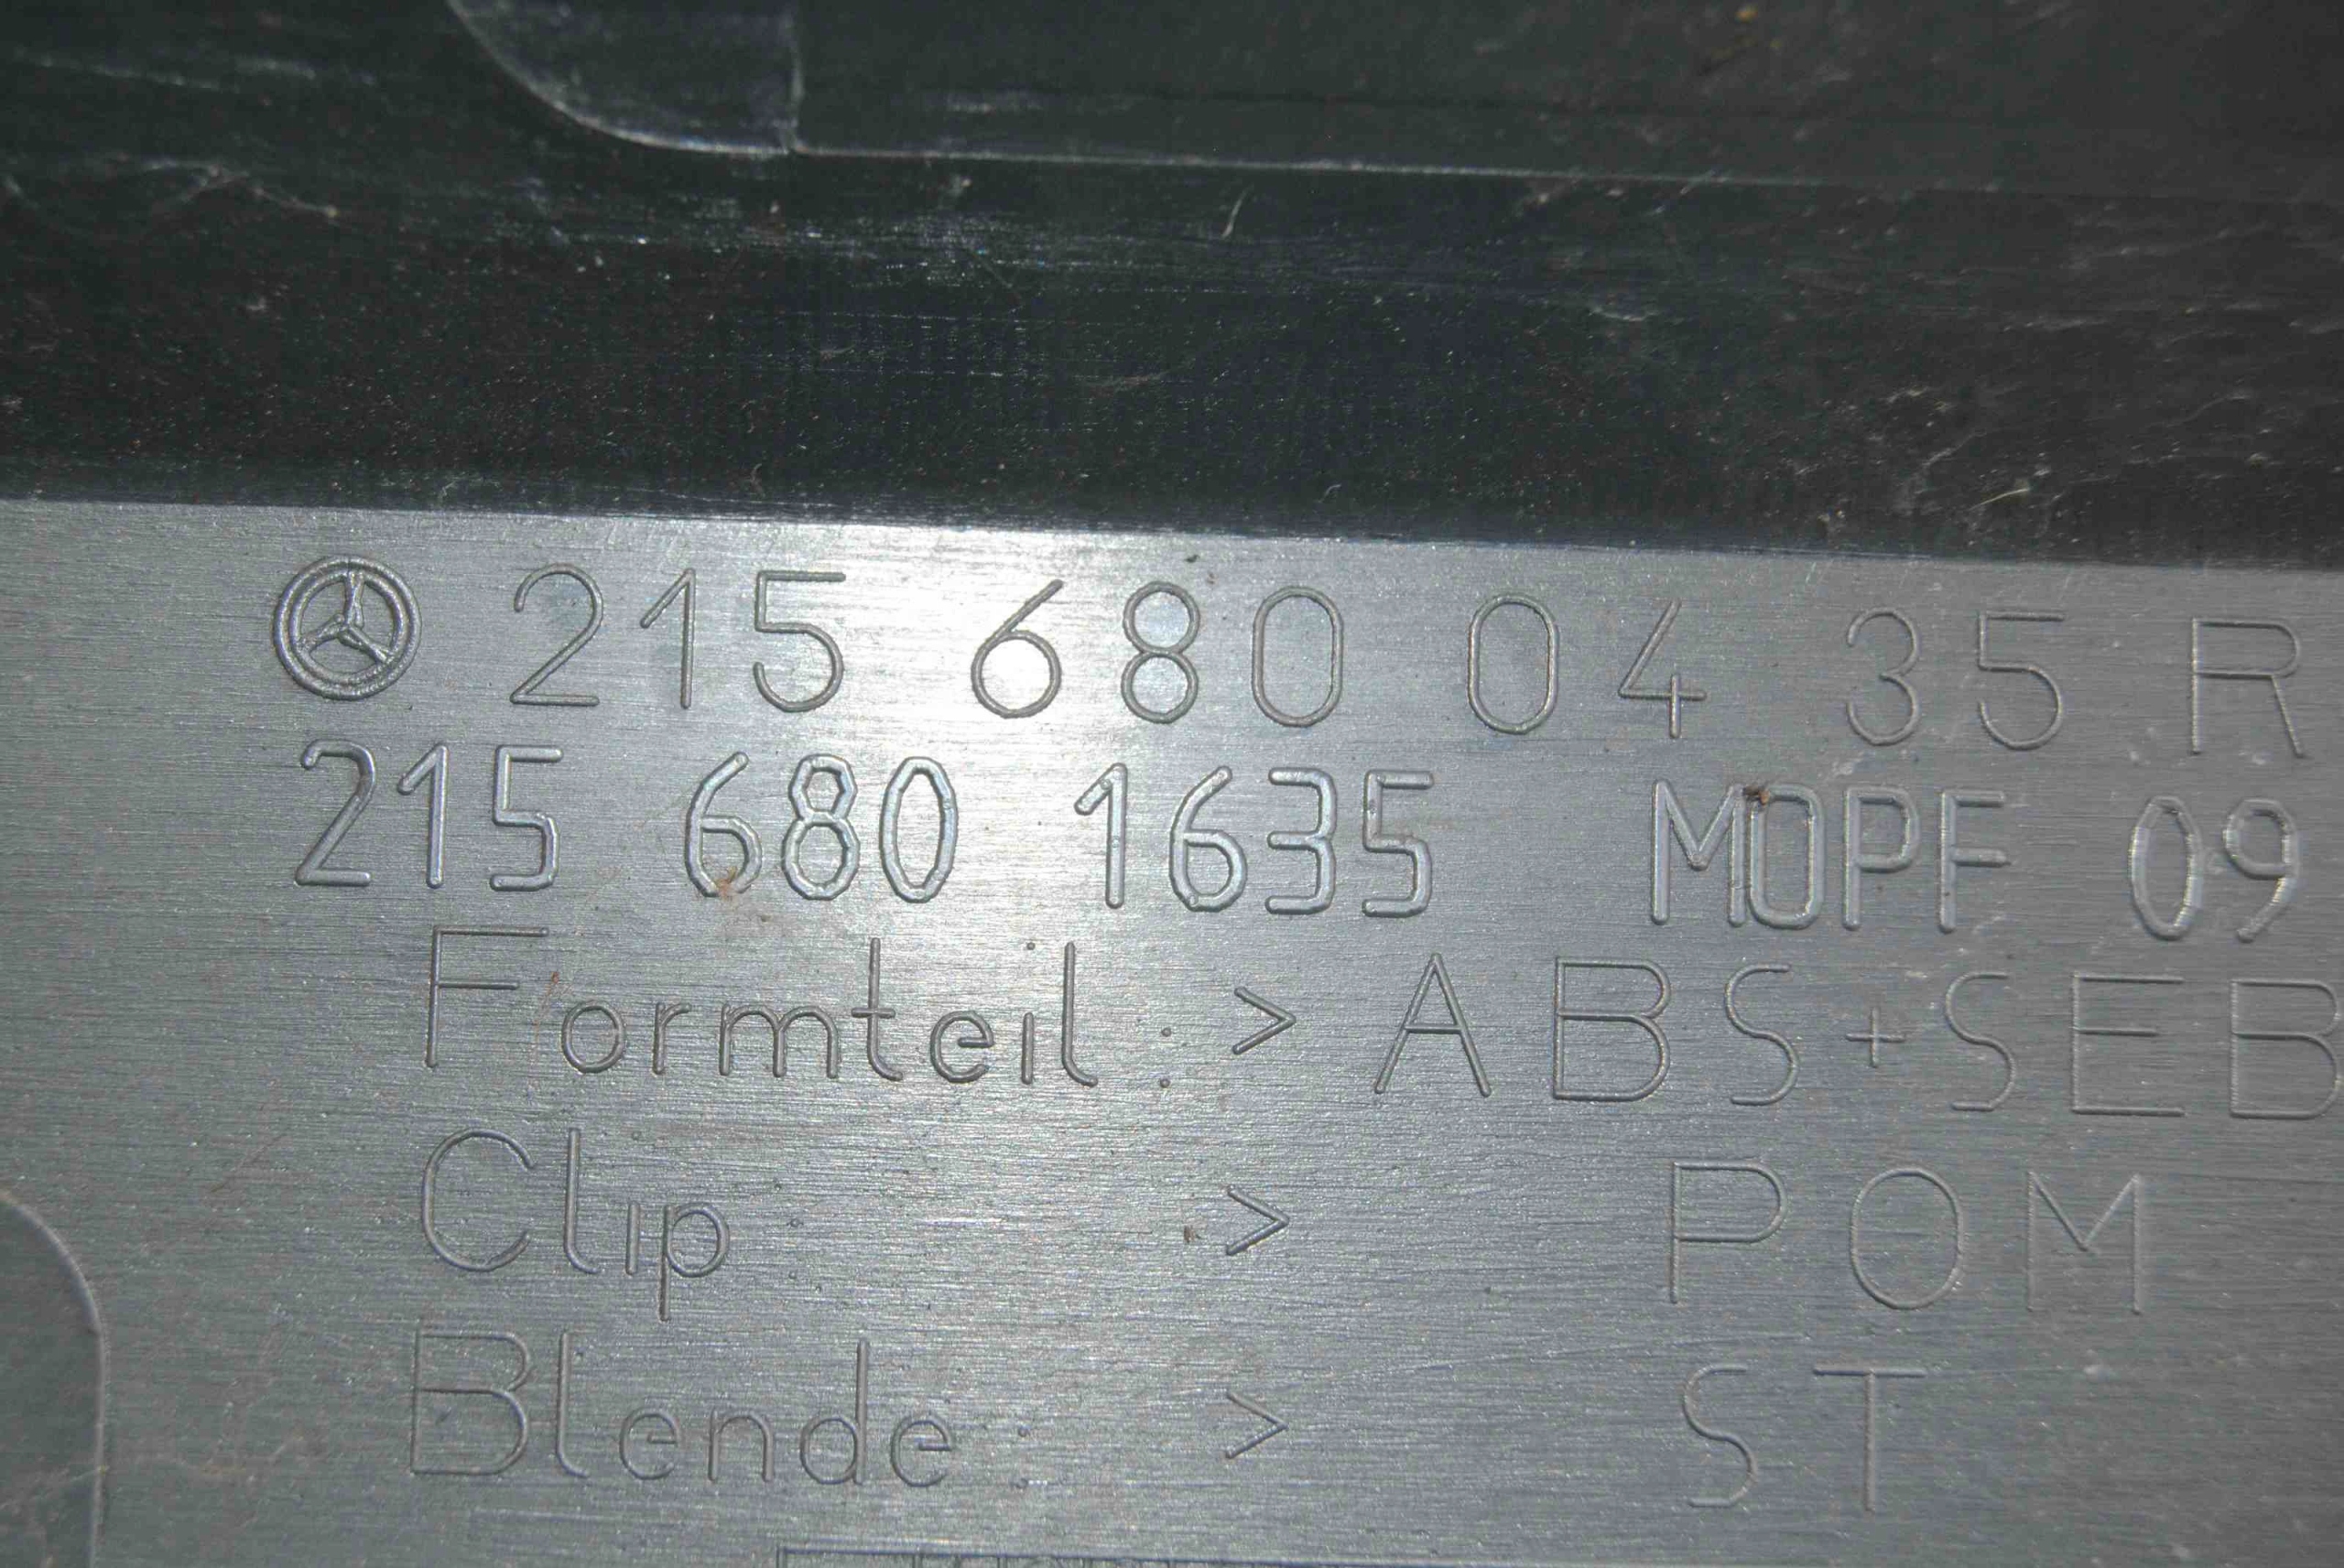 215 680 04 35 R
215 680 1635 MOPF 09
Formteil : > ABS+SEB
Clip : > POM
Blende : > ST